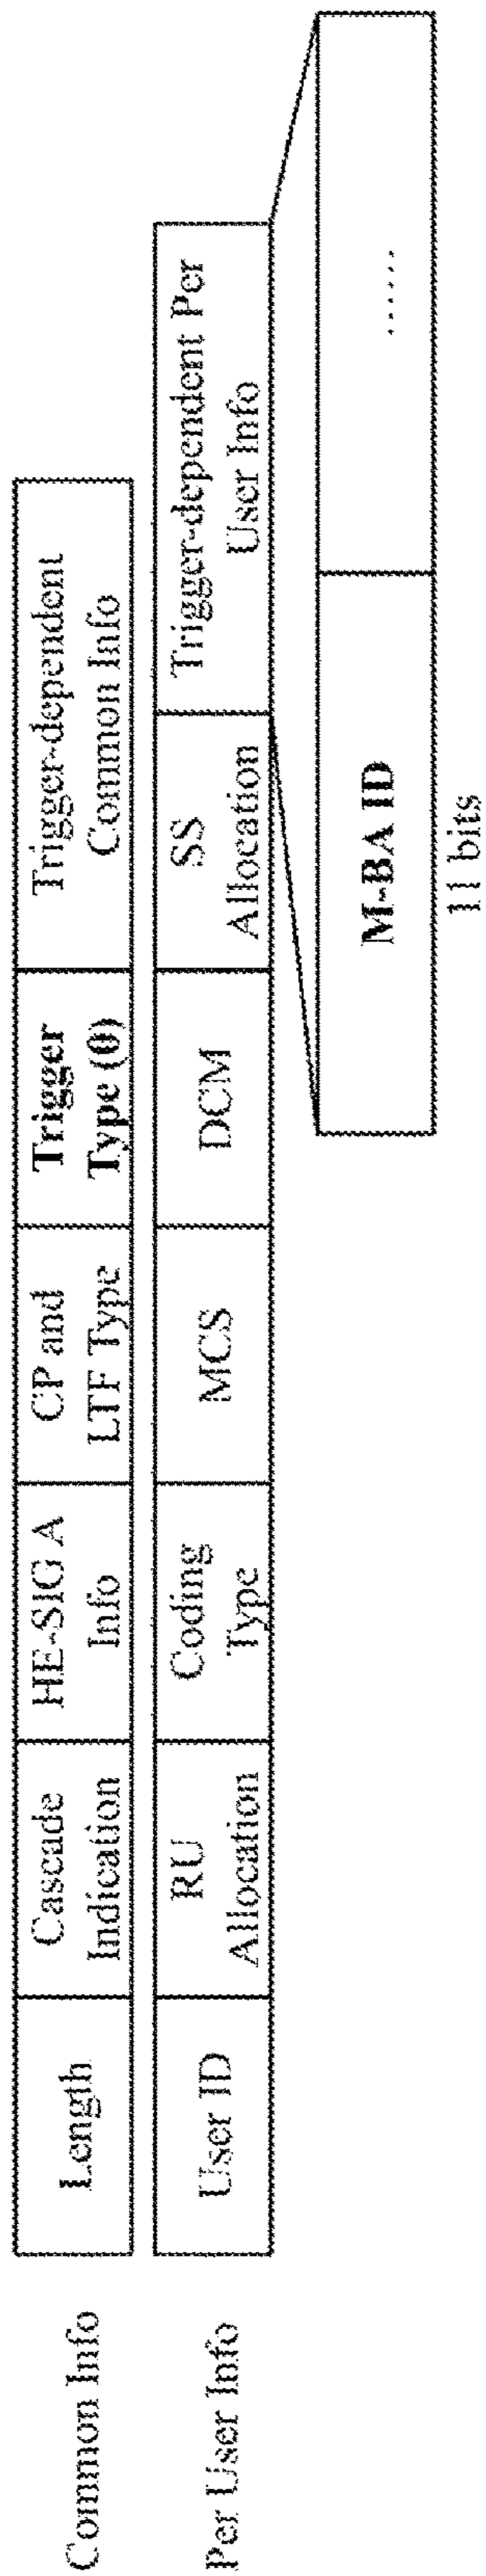 Common Info
Length
Cascade
Indication
HE-SIG A
Info
CP and
LTF Type
Trigger
Type (0)
Trigger-dependent
Common Info
Per User Info
User ID
RU
Allocation
Coding
Type
MCS
DCM
SS
Allocation
Trigger-dependent Per
User Info
M-BA ID
......
11 bits